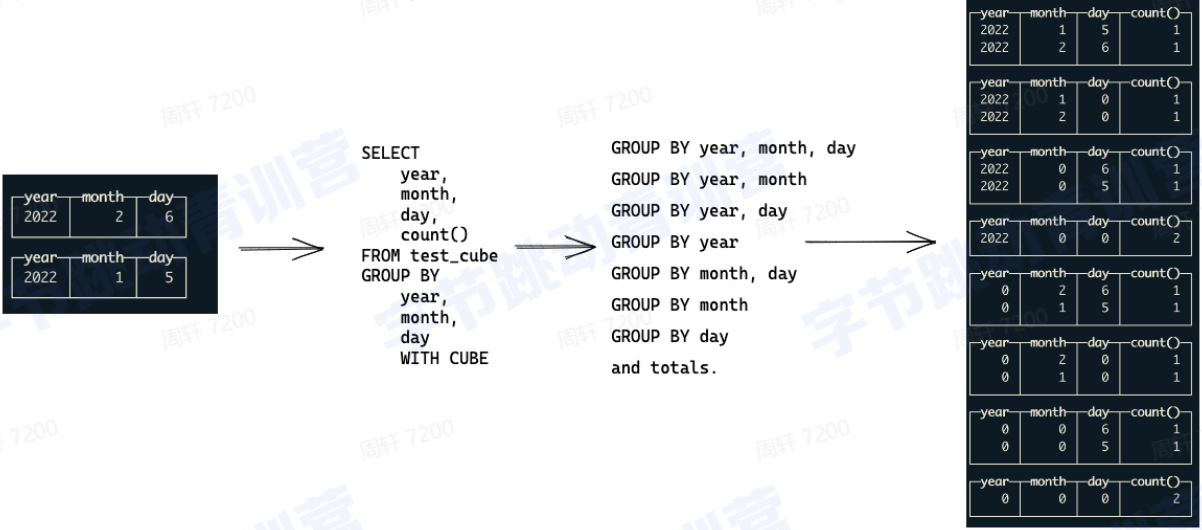 year month day
2022 2 6
year month day
2022 1 5
SELECT
year,
month,
day,
count()
FROM test_cube
GROUP BY
year,
month,
day
WITH CUBE
GROUP BY year, month, day
GROUP BY year, month
GROUP BY year, day
GROUP BY year
GROUP BY month, day
GROUP BY month
GROUP BY day
and totals.
year month day count()
2022 1 5 1
2022 2 6 1
year month day count()
2022 1 0 1
2022 2 0 1
year month day count()
2022 0 6 1
2022 0 5 1
year month day count()
2022 0 0 2
year month day count()
0 2 6 1
0 1 5 1
year month day count()
0 2 0 1
0 1 0 1
year month day count()
0 0 6 1
0 0 5 1
year month day count()
0 0 0 2
周轩 7200
字节跳动青训营